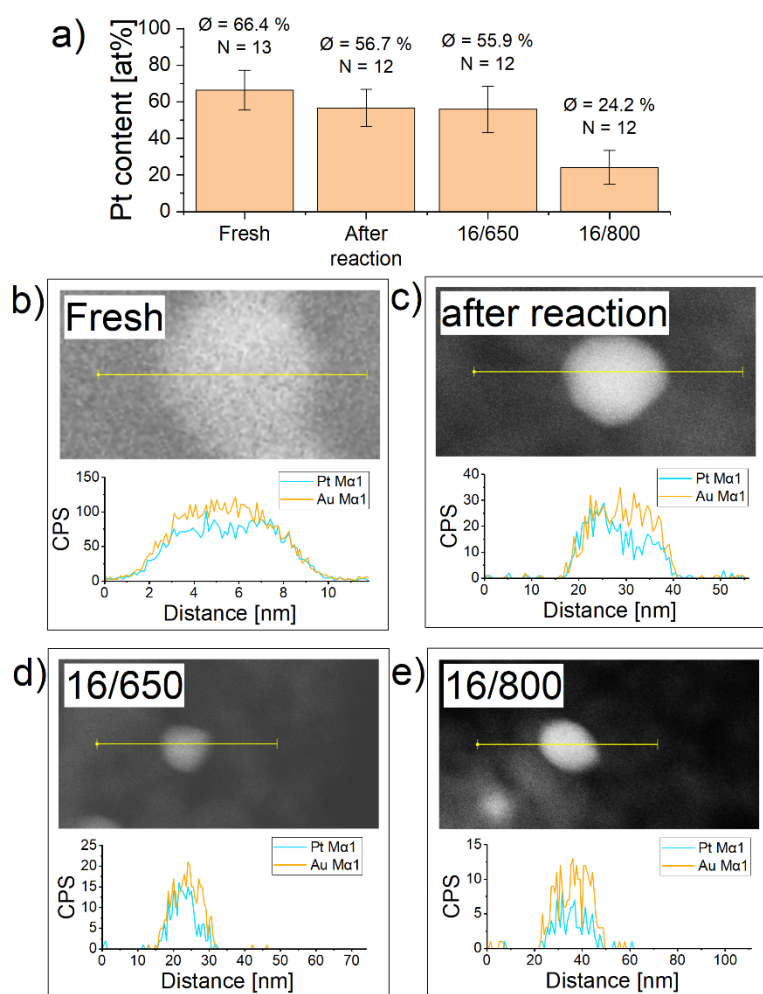 a)
Pt content [at%]
100
80
60
40
20
0
Ø = 66.4 %
N = 13
Ø = 56.7 %
N = 12
Ø = 55.9 %
N = 12
Ø = 24.2 %
N = 12
Fresh
After
reaction
16/650
16/800
b)
Fresh
CPS
150
125
100
75
50
25
0
Pt Mα1
Au Mα1
0 2 4 6 8 10
Distance [nm]
c)
after reaction
CPS
40
30
20
10
0
Pt Mα1
Au Mα1
0 10 20 30 40 50
Distance [nm]
d)
16/650
CPS
25
20
15
10
5
0
Pt Mα1
Au Mα1
0 10 20 30 40 50 60 70
Distance [nm]
e)
16/800
CPS
15
10
5
0
Pt Mα1
Au Mα1
0 20 40 60 80 100
Distance [nm]